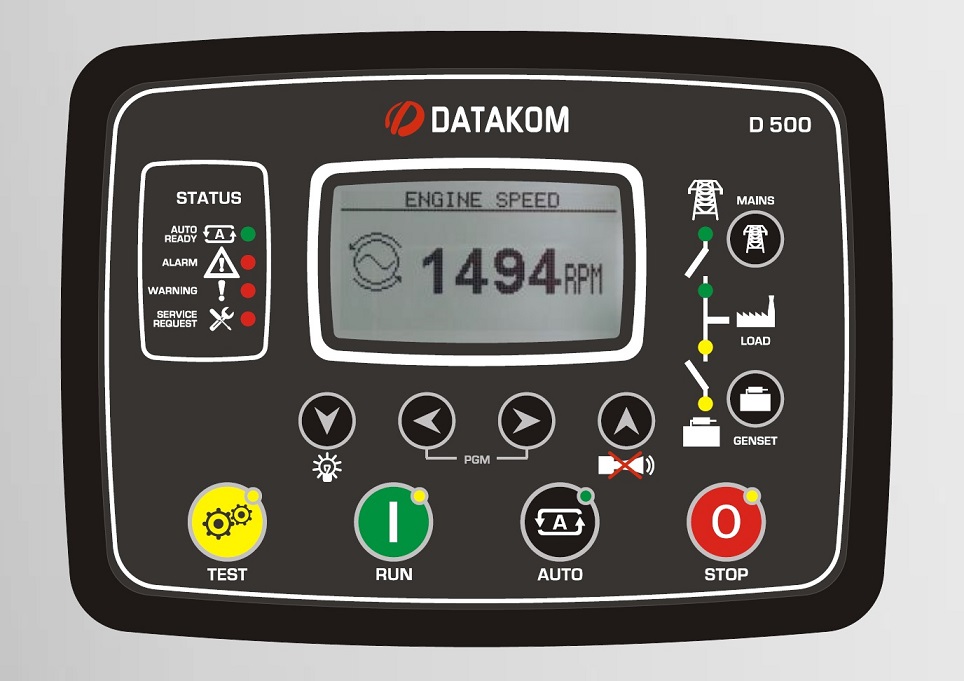 DATAKOM
D 500
STATUS
AUTO
READY
A
ALARM
WARNING
SERVICE
REQUEST
ENGINE SPEED
1494RPM
MAINS
LOAD
GENSET
PGM
TEST
I
RUN
A
AUTO
O
STOP